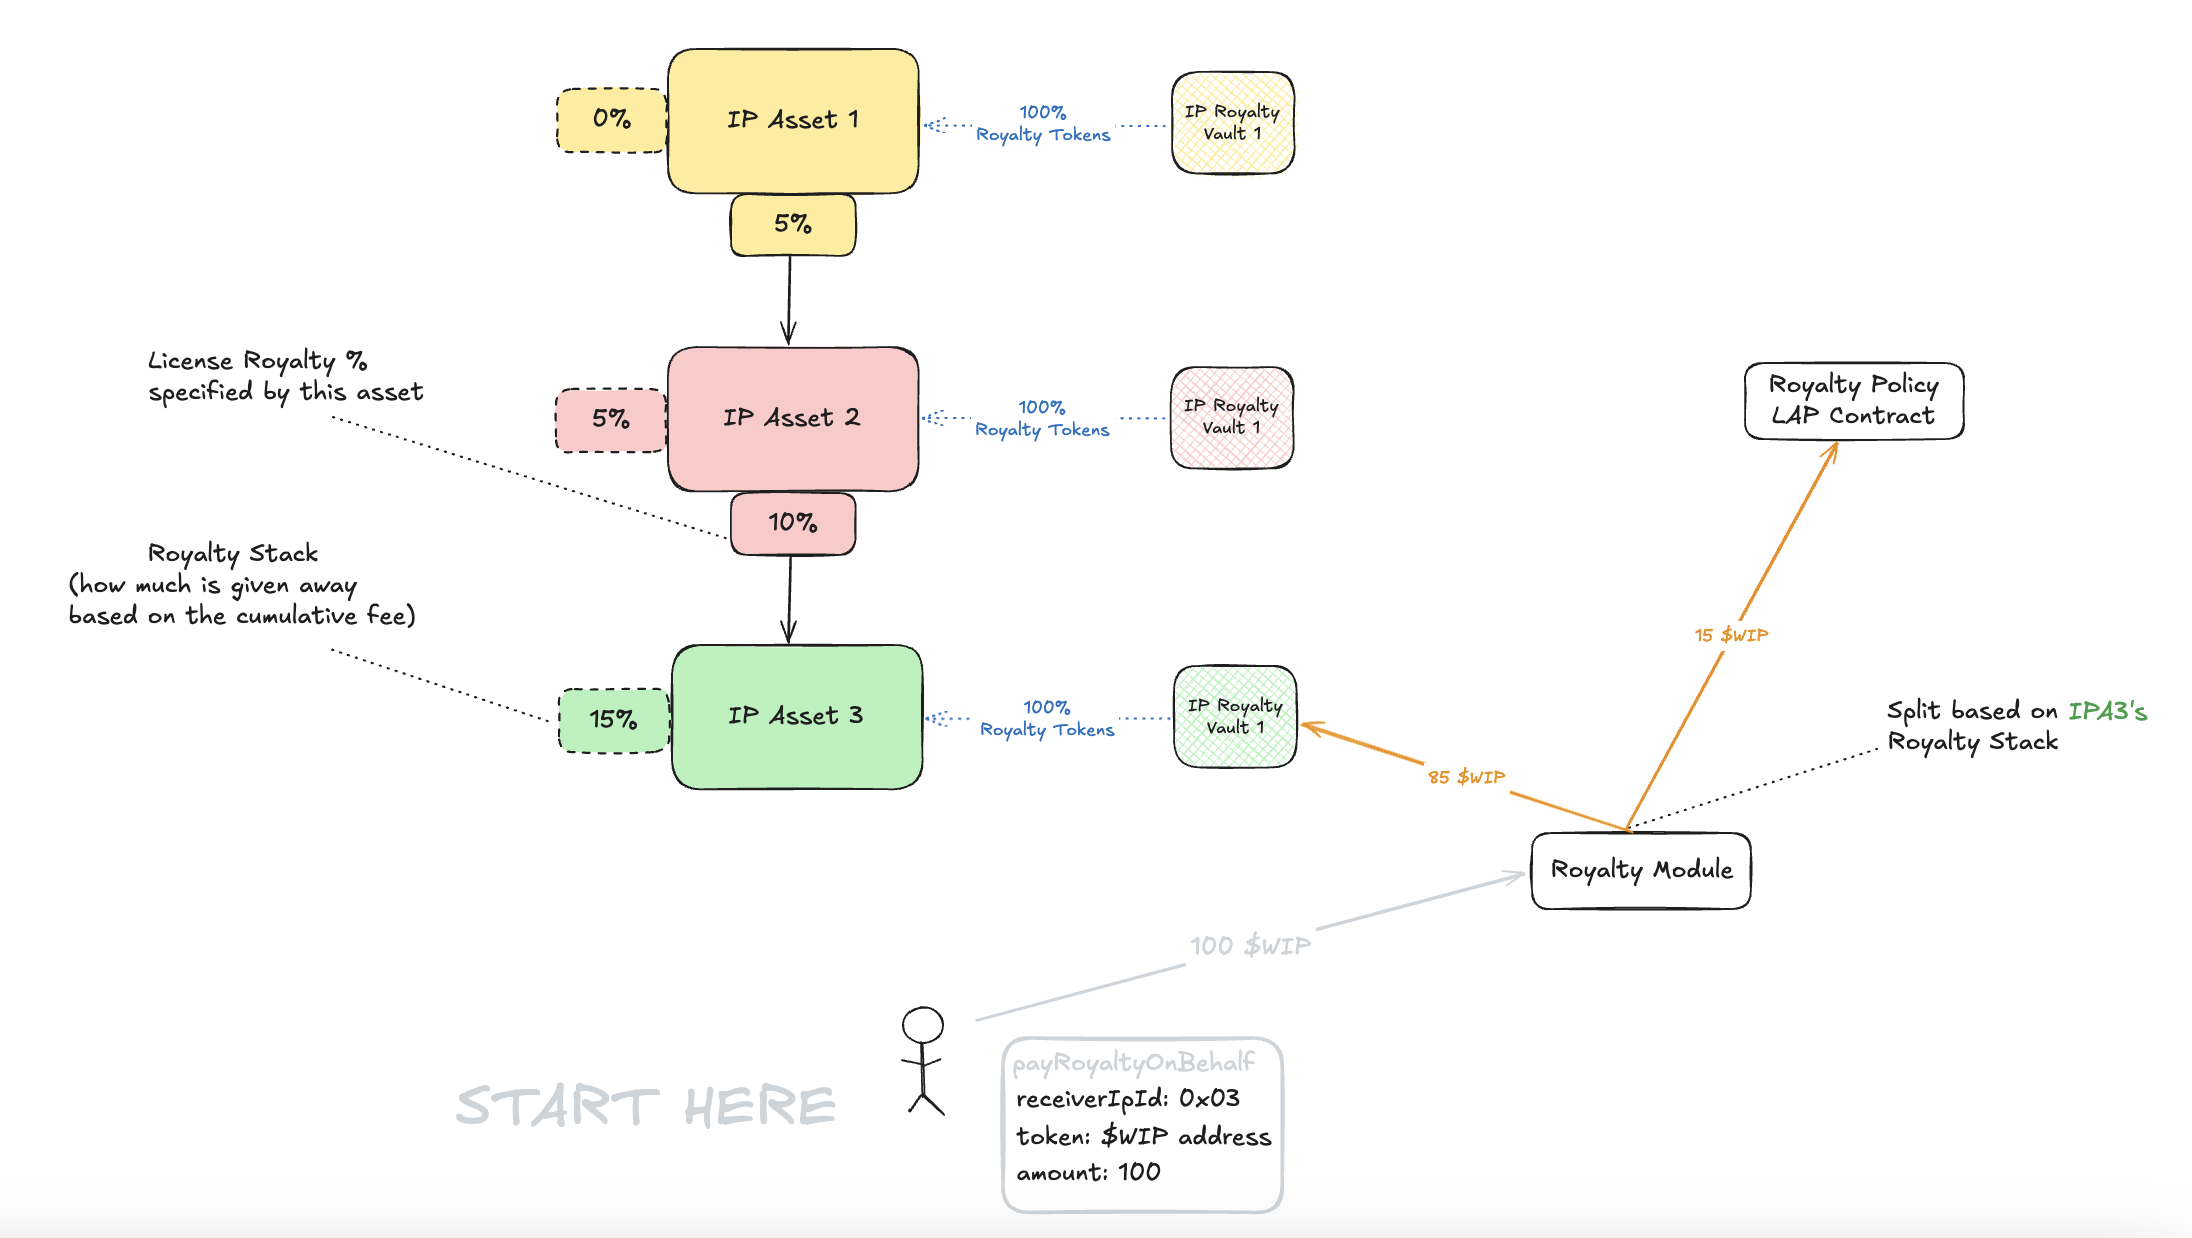 0%
IP Asset 1
100%
Royalty Tokens
IP Royalty
Vault 1
5%
License Royalty %
specified by this asset
5%
IP Asset 2
100%
Royalty Tokens
IP Royalty
Vault 1
Royalty Policy
LAP Contract
10%
Royalty Stack
(how much is given away
based on the cumulative fee)
15 $WIP
15%
IP Asset 3
100%
Royalty Tokens
IP Royalty
Vault 1
85 $WIP
Split based on IPA3's
Royalty Stack
Royalty Module
100 $WIP
START HERE
payRoyaltyOnBehalf
receiverIpId: 0x03
token: $WIP address
amount: 100